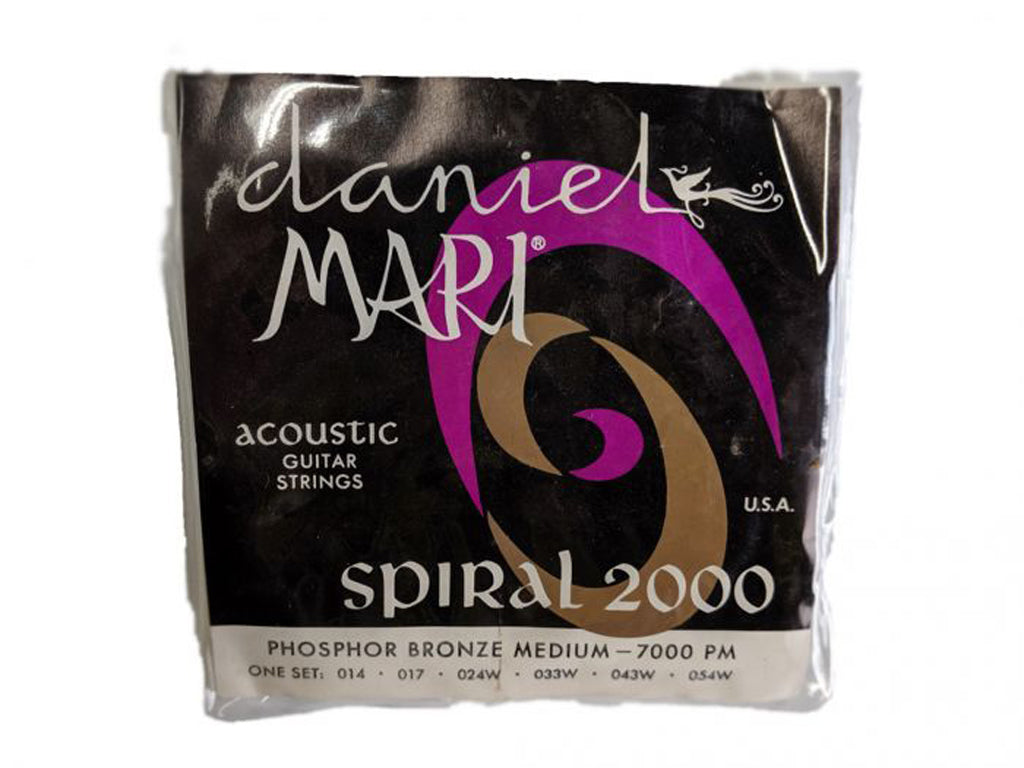 daniel
MARI®
acoustic
GUITAR
STRINGS
U.S.A.
SPIRAL 2000
PHOSPHOR BRONZE MEDIUM — 7000 PM
ONE SET: 014 • 017 • 024W • 033W • 043W • 054W